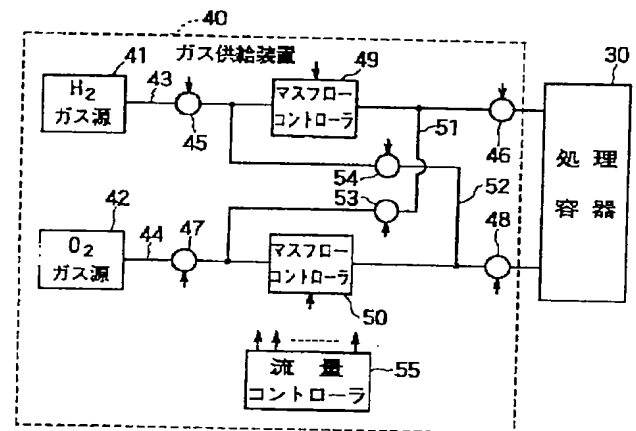 40
ガス供給装置
41
H2
ガス源
43
45
49
マスフロー
コントローラ
51
46
30
処理
容器
54
53
52
42
O2
ガス源
44
47
マスフロー
コントローラ
50
48
流量
コントローラ
55